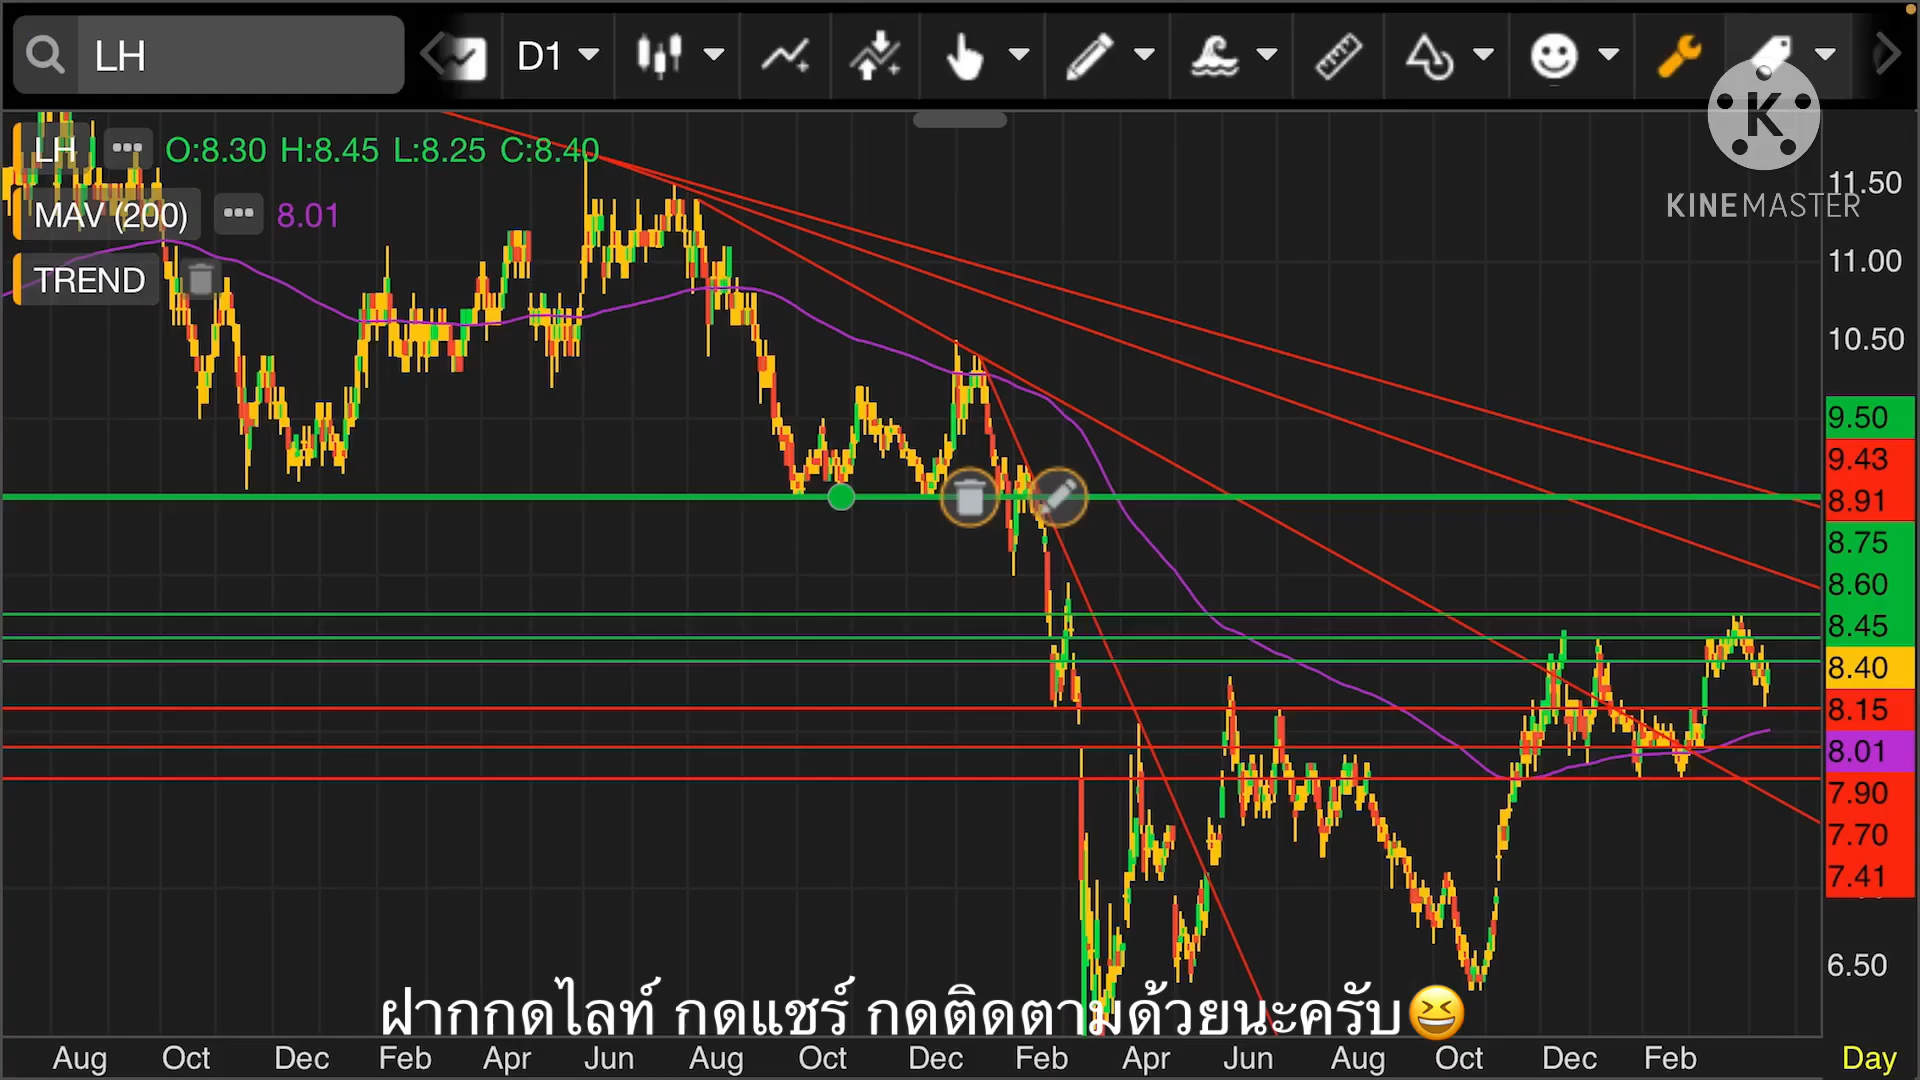 LH
D1
K
KINEMASTER
LH ••• O:8.30 H:8.45 L:8.25 C:8.40
MAV (200) ••• 8.01
TREND
11.50
11.00
10.50
9.50
9.43
8.91
8.75
8.60
8.45
8.40
8.15
8.01
7.90
7.70
7.41
6.50
ฝากกดไลท์ กดแชร์ กดติดตามด้วยนะครับ😆
Aug Oct Dec Feb Apr Jun Aug Oct Dec Feb Apr Jun Aug Oct Dec Feb Day